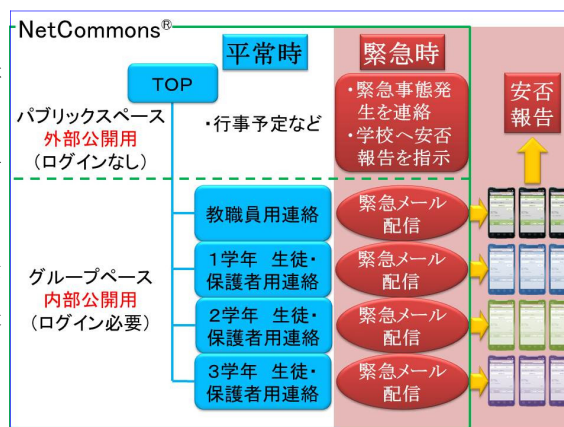 NetCommons®
平常時
緊急時
TOP
パブリックスペース
外部公開用
(ログインなし)
・行事予定など
・緊急事態発
生を連絡
・学校へ安否
報告を指示
安否
報告
グループペース
内部公開用
(ログイン必要)
教職員用連絡
緊急メール
配信
1学年 生徒・
保護者用連絡
緊急メール
配信
2学年 生徒・
保護者用連絡
緊急メール
配信
3学年 生徒・
保護者用連絡
緊急メール
配信